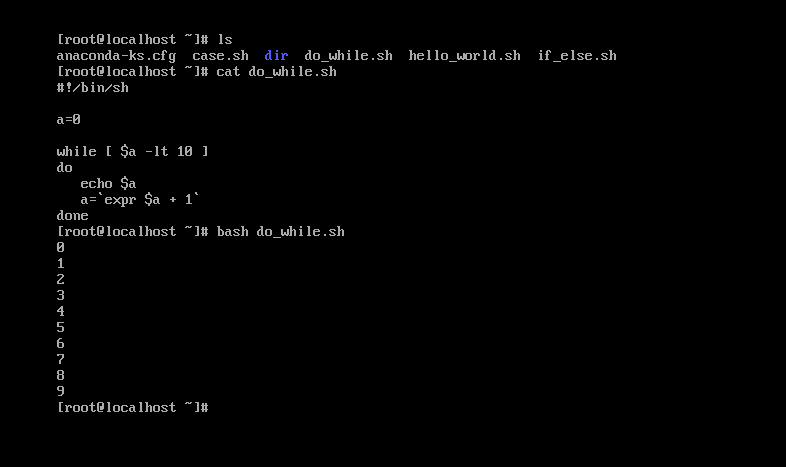 [root@localhost ~]# ls
anaconda-ks.cfg  case.sh  dir  do_while.sh  hello_world.sh  if_else.sh
[root@localhost ~]# cat do_while.sh
#!/bin/sh

a=0

while [ $a -lt 10 ]
do
   echo $a
   a=`expr $a + 1`
done
[root@localhost ~]# bash do_while.sh
0
1
2
3
4
5
6
7
8
9
[root@localhost ~]#